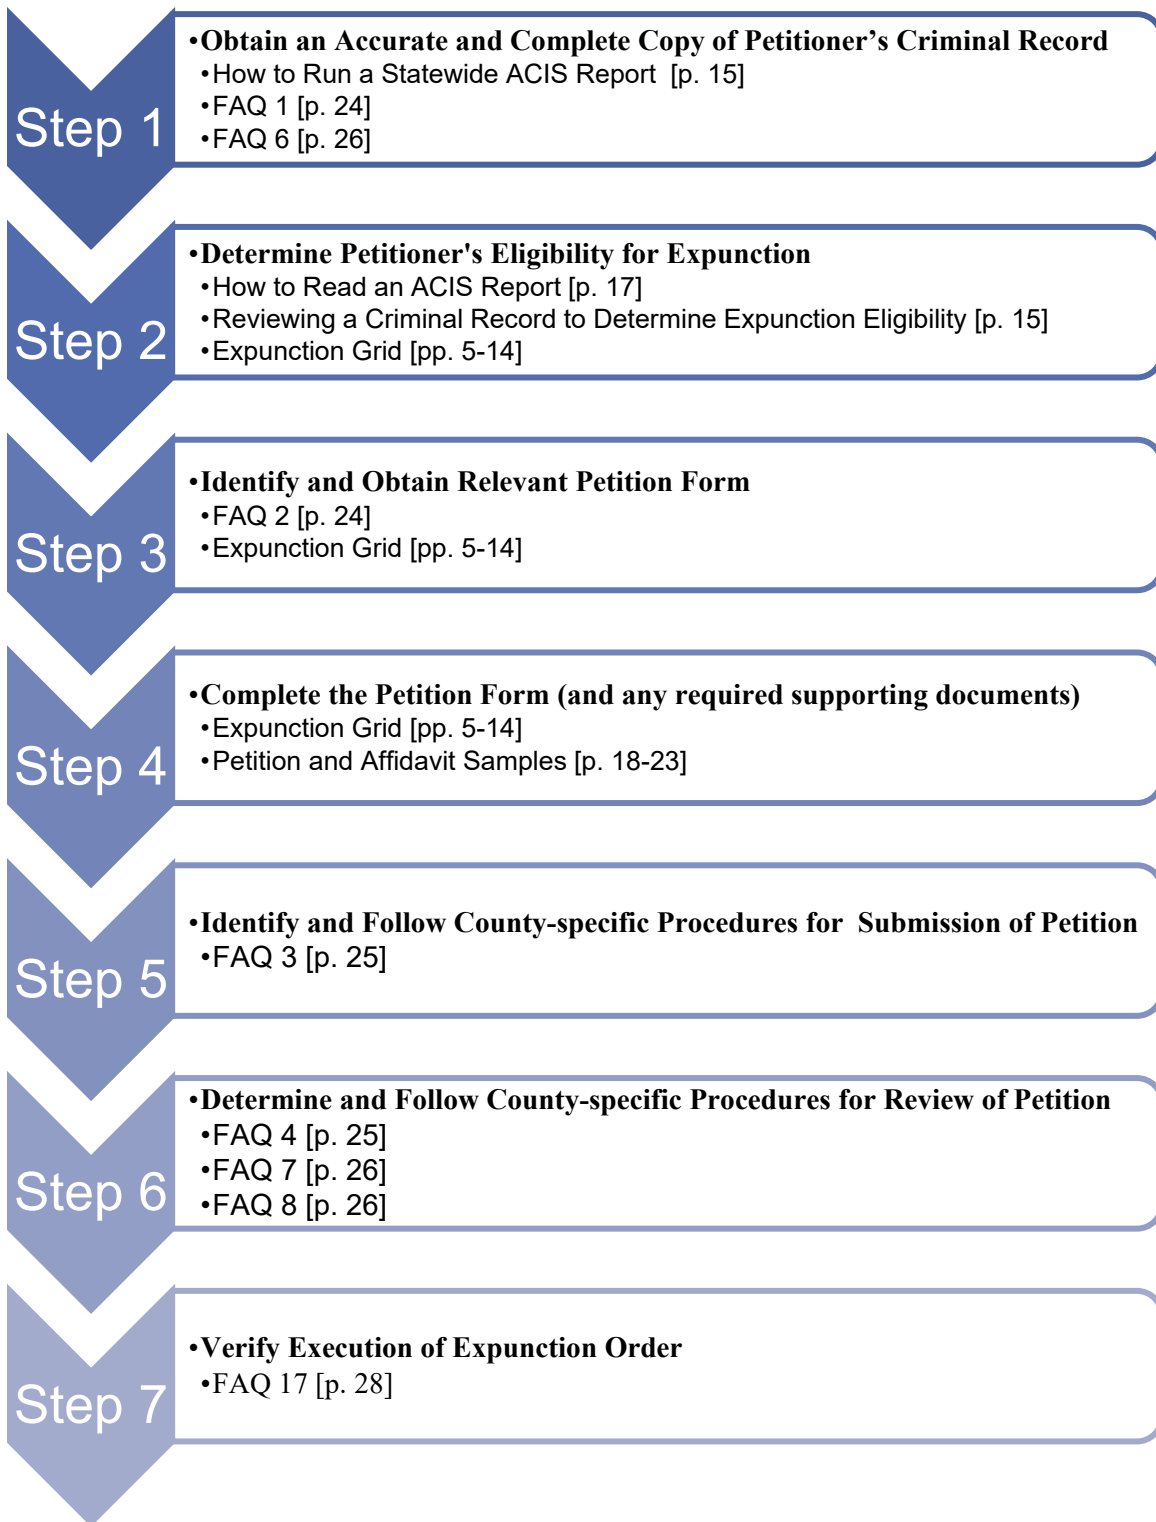 Step 1
•Obtain an Accurate and Complete Copy of Petitioner’s Criminal Record
•How to Run a Statewide ACIS Report  [p. 15]
•FAQ 1 [p. 24]
•FAQ 6 [p. 26]
Step 2
•Determine Petitioner's Eligibility for Expunction
•How to Read an ACIS Report [p. 17]
•Reviewing a Criminal Record to Determine Expunction Eligibility [p. 15]
•Expunction Grid [pp. 5-14]
Step 3
•Identify and Obtain Relevant Petition Form
•FAQ 2 [p. 24]
•Expunction Grid [pp. 5-14]
Step 4
•Complete the Petition Form (and any required supporting documents)
•Expunction Grid [pp. 5-14]
•Petition and Affidavit Samples [p. 18-23]
Step 5
•Identify and Follow County-specific Procedures for  Submission of Petition
•FAQ 3 [p. 25]
Step 6
•Determine and Follow County-specific Procedures for Review of Petition
•FAQ 4 [p. 25]
•FAQ 7 [p. 26]
•FAQ 8 [p. 26]
Step 7
•Verify Execution of Expunction Order
•FAQ 17 [p. 28]